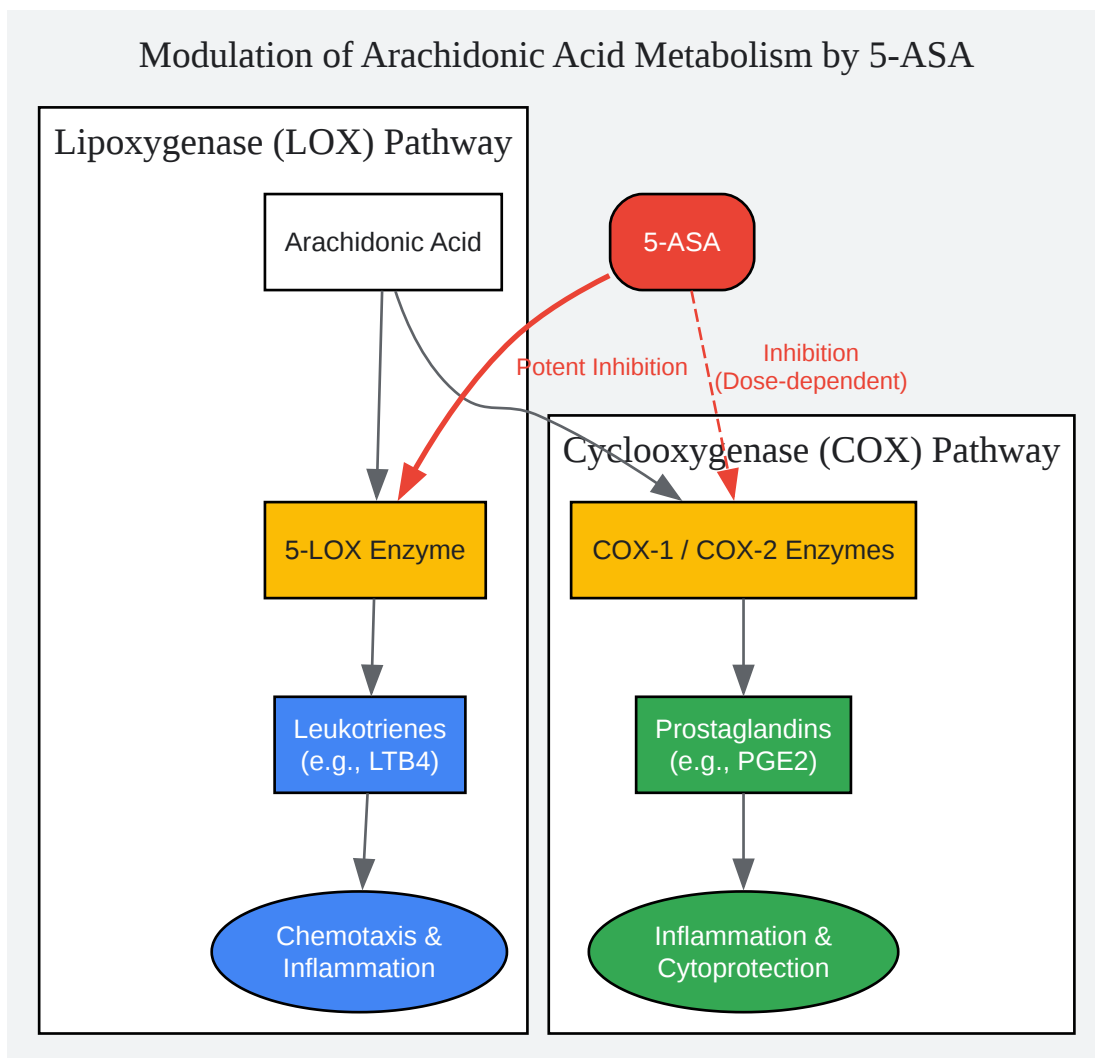 Modulation of Arachidonic Acid Metabolism by 5-ASA
Lipoxygenase (LOX) Pathway
Arachidonic Acid
5-ASA
Potent Inhibition
Inhibition
(Dose-dependent)
Cyclooxygenase (COX) Pathway
5-LOX Enzyme
COX-1 / COX-2 Enzymes
Leukotrienes
(e.g., LTB4)
Prostaglandins
(e.g., PGE2)
Chemotaxis &
Inflammation
Inflammation &
Cytoprotection